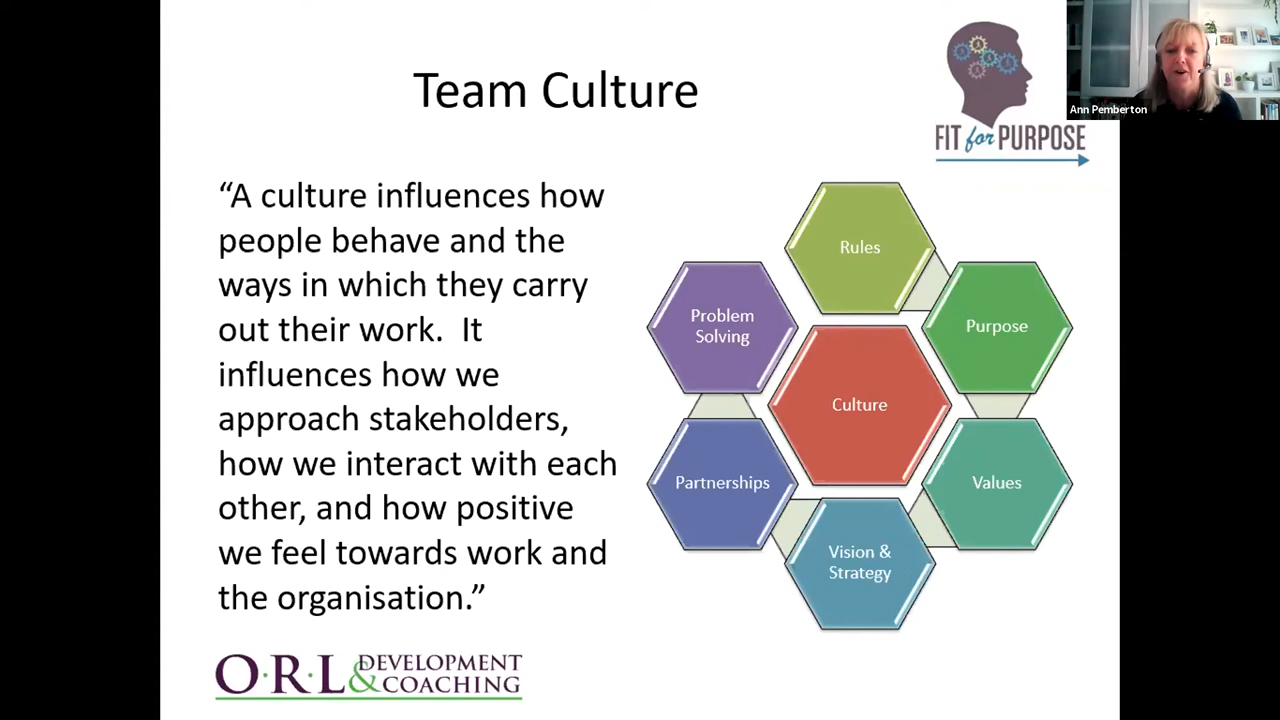 Team Culture
FIT for PURPOSE
Ann Pemberton
“A culture influences how
people behave and the
ways in which they carry
out their work.  It
influences how we
approach stakeholders,
how we interact with each
other, and how positive
we feel towards work and
the organisation.”
Rules
Purpose
Values
Vision &
Strategy
Partnerships
Problem
Solving
Culture
O·R·L & DEVELOPMENT
COACHING